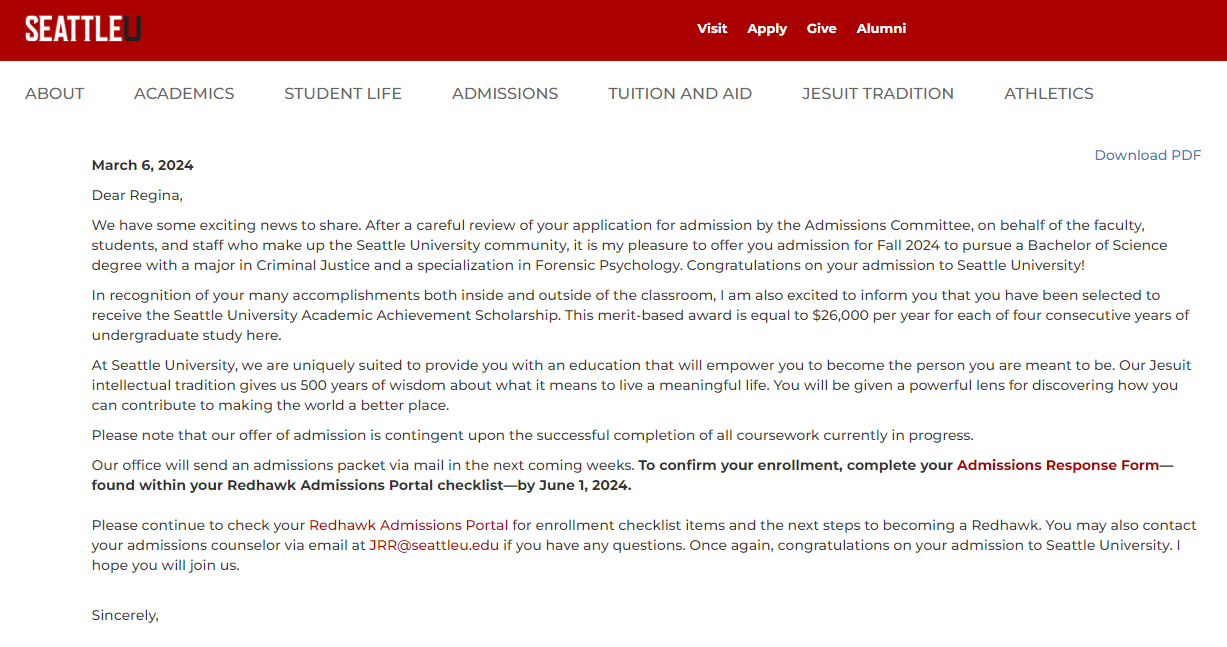 SEATTLEU
Visit Apply Give Alumni
ABOUT ACADEMICS STUDENT LIFE ADMISSIONS TUITION AND AID JESUIT TRADITION ATHLETICS
Download PDF
March 6, 2024
Dear Regina,
We have some exciting news to share. After a careful review of your application for admission by the Admissions Committee, on behalf of the faculty,
students, and staff who make up the Seattle University community, it is my pleasure to offer you admission for Fall 2024 to pursue a Bachelor of Science
degree with a major in Criminal Justice and a specialization in Forensic Psychology. Congratulations on your admission to Seattle University!
In recognition of your many accomplishments both inside and outside of the classroom, I am also excited to inform you that you have been selected to
receive the Seattle University Academic Achievement Scholarship. This merit-based award is equal to $26,000 per year for each of four consecutive years of
undergraduate study here.
At Seattle University, we are uniquely suited to provide you with an education that will empower you to become the person you are meant to be. Our Jesuit
intellectual tradition gives us 500 years of wisdom about what it means to live a meaningful life. You will be given a powerful lens for discovering how you
can contribute to making the world a better place.
Please note that our offer of admission is contingent upon the successful completion of all coursework currently in progress.
Our office will send an admissions packet via mail in the next coming weeks. To confirm your enrollment, complete your Admissions Response Form—
found within your Redhawk Admissions Portal checklist—by June 1, 2024.
Please continue to check your Redhawk Admissions Portal for enrollment checklist items and the next steps to becoming a Redhawk. You may also contact
your admissions counselor via email at JRR@seattleu.edu if you have any questions. Once again, congratulations on your admission to Seattle University. I
hope you will join us.
Sincerely,